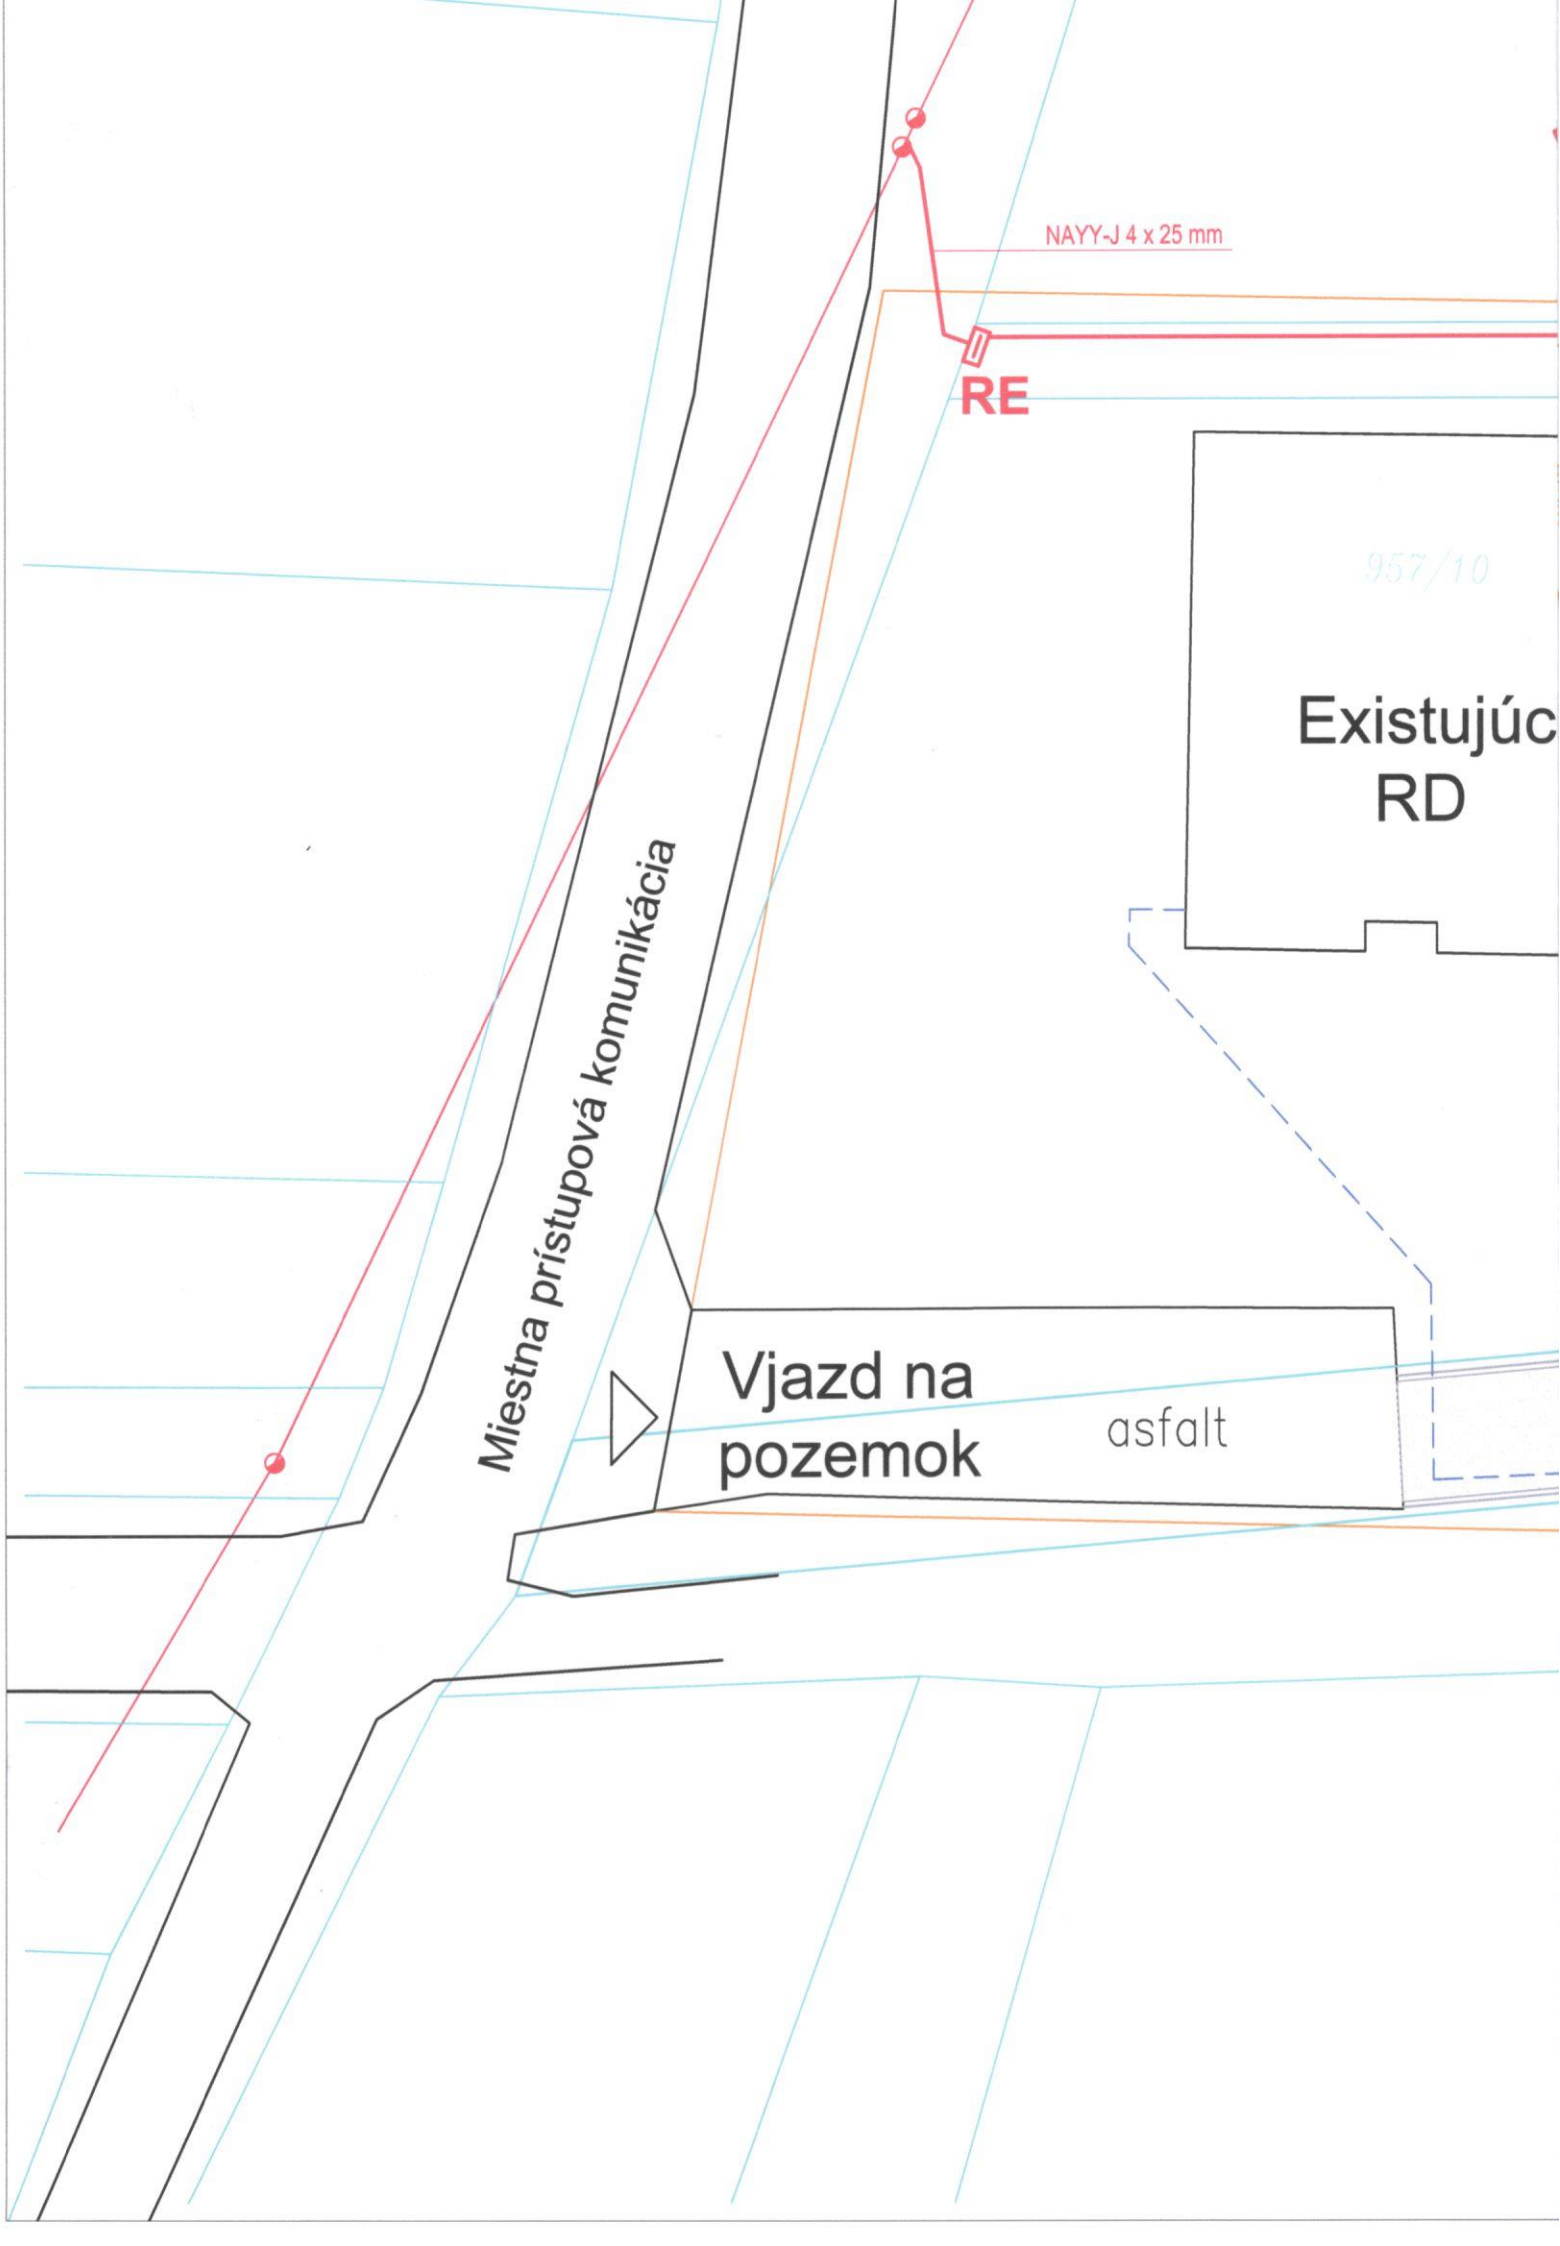 NAYY-J 4 x 25 mm
RE
957/10
Existujúc
RD
Miestna prístupová komunikácia
Vjazd na
pozemok
asfalt